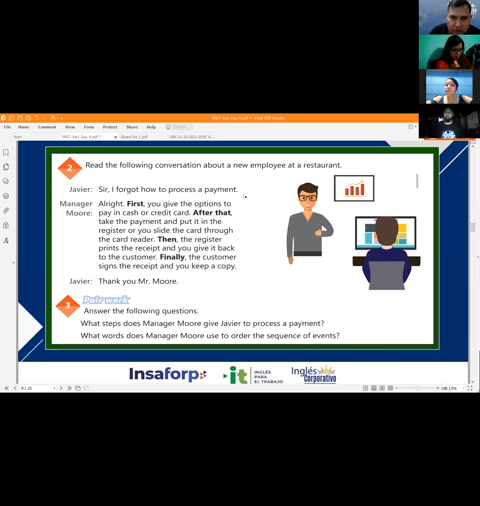 File Home Comment View Form Protect Share Help
Start
2 Read the following conversation about a new employee at a restaurant.
Javier: Sir, I forgot how to process a payment.
Manager Moore: Alright. First, you give the options to
pay in cash or credit card. After that,
take the payment and put it in the
register or you slide the card through
the card reader. Then, the register
prints the receipt and you give it back
to the customer. Finally, the customer
signs the receipt and you keep a copy.
Javier: Thank you Mr. Moore.
3 Pairwork
Answer the following questions.
What steps does Manager Moore give Javier to process a payment?
What words does Manager Moore use to order the sequence of events?
Insaforp
it INGLÉS PARA EL TRABAJO
Inglés Corporativo